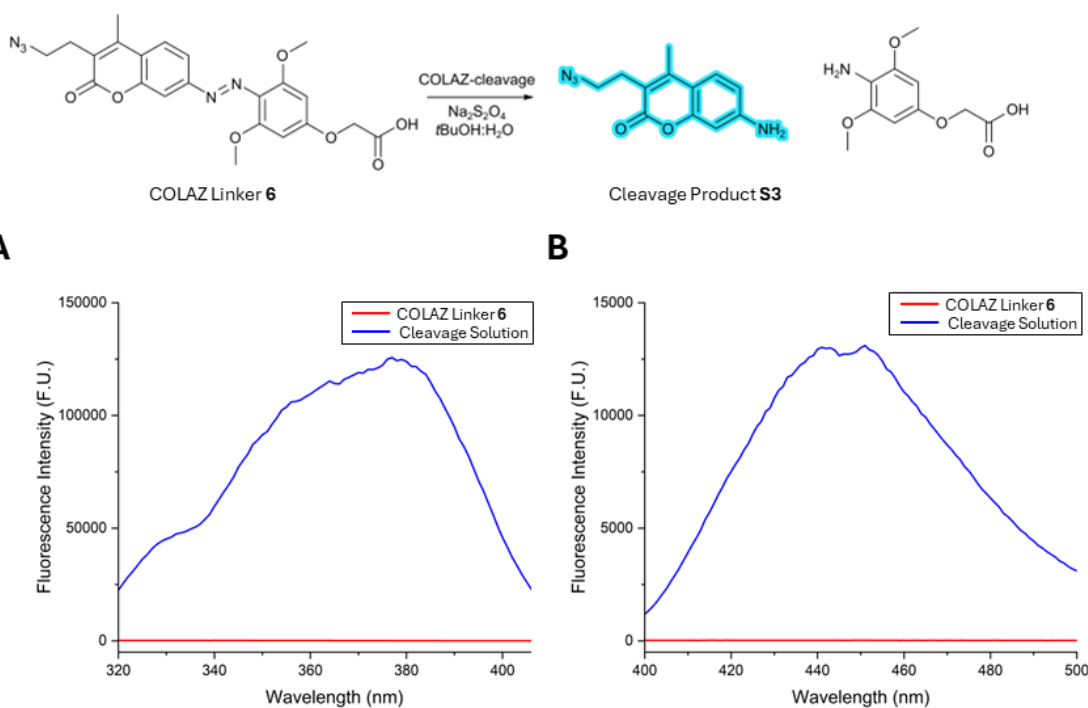 N3
O
O
N
N
O
O
O
O
OH
COLAZ-cleavage
Na2S2O4
tBuOH:H2O
N3
O
O
NH2
H2N
O
O
O
O
OH
COLAZ Linker 6
Cleavage Product S3
A
B
COLAZ Linker 6
Cleavage Solution
150000
100000
50000
0
Fluorescence Intensity (F.U.)
320
340
360
380
400
Wavelength (nm)
COLAZ Linker 6
Cleavage Solution
15000
10000
5000
0
Fluorescence Intensity (F.U.)
400
420
440
460
480
500
Wavelength (nm)